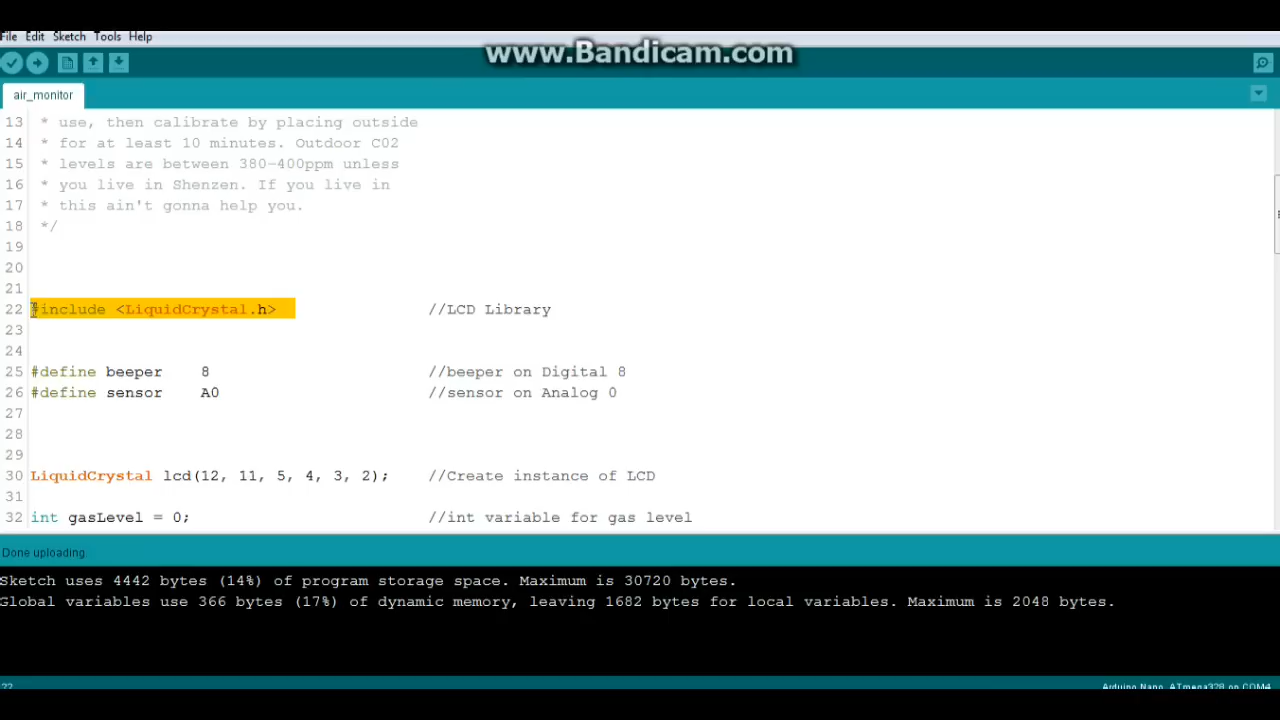 www.Bandicam.com
File Edit Sketch Tools Help
air_monitor
13 * use, then calibrate by placing outside
14 * for at least 10 minutes. Outdoor C02
15 * levels are between 380-400ppm unless
16 * you live in Shenzen. If you live in
17 * this ain't gonna help you.
18 */
19
20
21
22 #include <LiquidCrystal.h> //LCD Library
23
24
25 #define beeper 8 //beeper on Digital 8
26 #define sensor A0 //sensor on Analog 0
27
28
29
30 LiquidCrystal lcd(12, 11, 5, 4, 3, 2); //Create instance of LCD
31
32 int gasLevel = 0; //int variable for gas level
Done uploading.
Sketch uses 4442 bytes (14%) of program storage space. Maximum is 30720 bytes.
Global variables use 366 bytes (17%) of dynamic memory, leaving 1682 bytes for local variables. Maximum is 2048 bytes.
22 Arduino Nano, ATmega328 on COM4